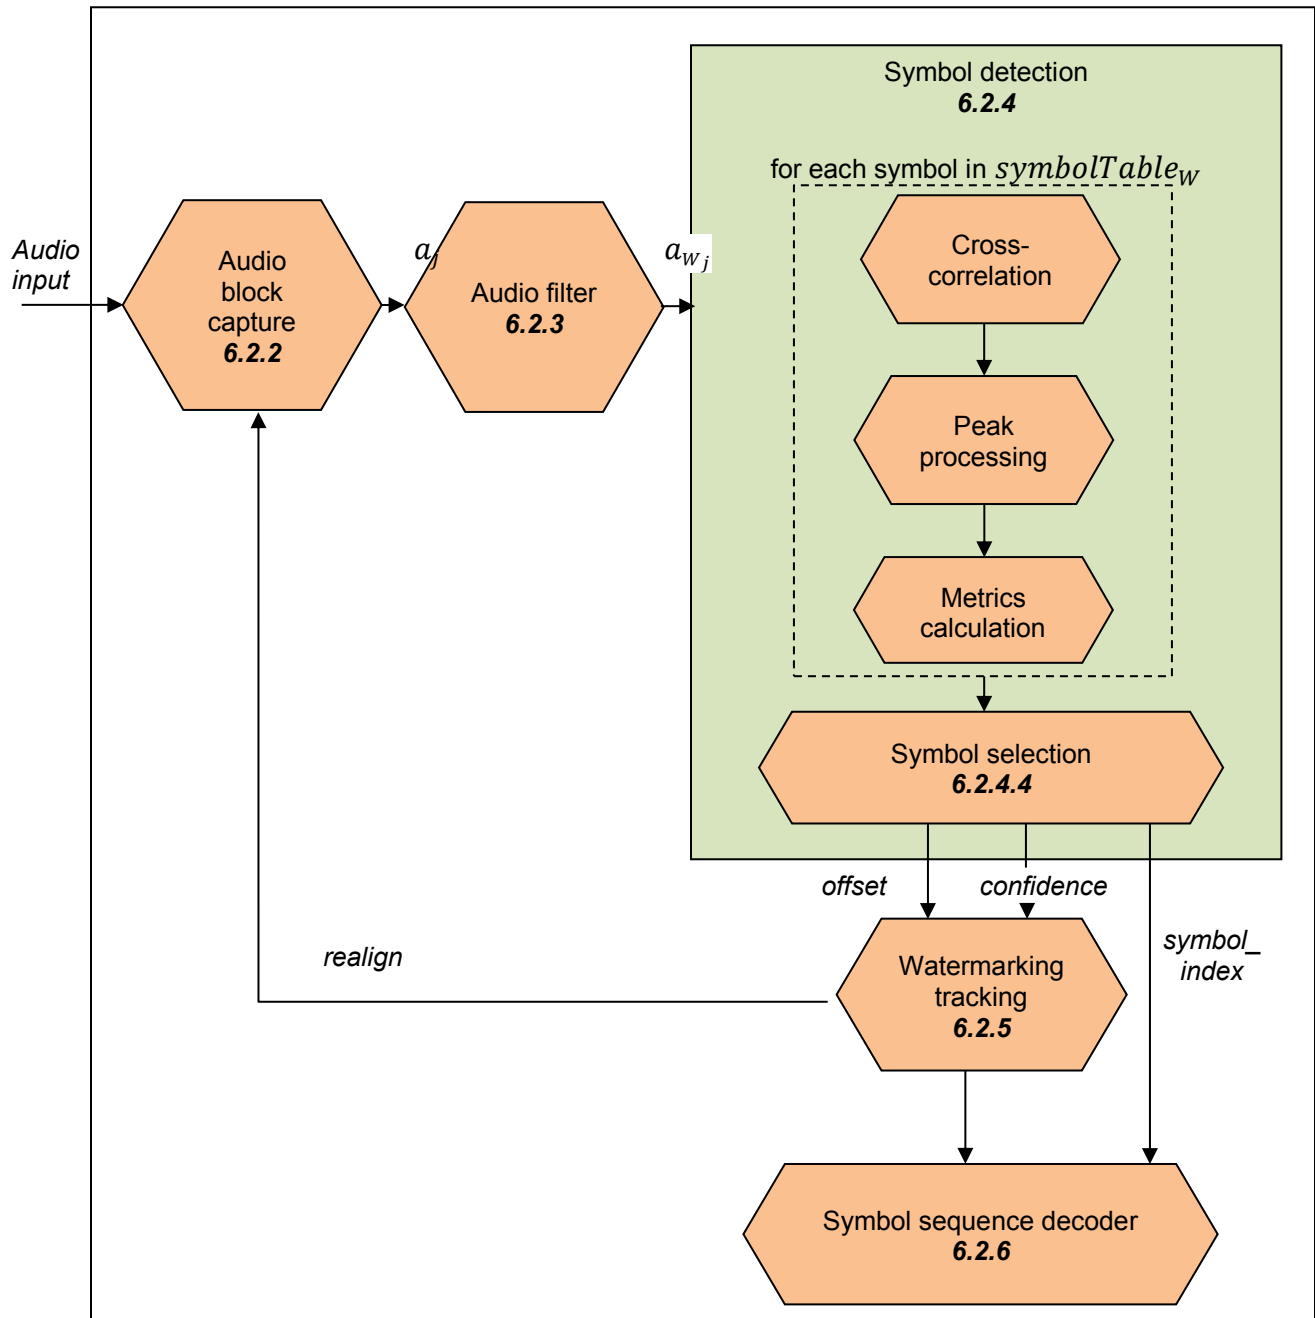 Symbol detection
6.2.4
for each symbol in symbolTable_W
Audio
input
Audio
block
capture
6.2.2
a_j
Audio filter
6.2.3
a_{W_j}
Cross-
correlation
Peak
processing
Metrics
calculation
Symbol selection
6.2.4.4
offset
confidence
symbol_
index
realign
Watermarking
tracking
6.2.5
Symbol sequence decoder
6.2.6